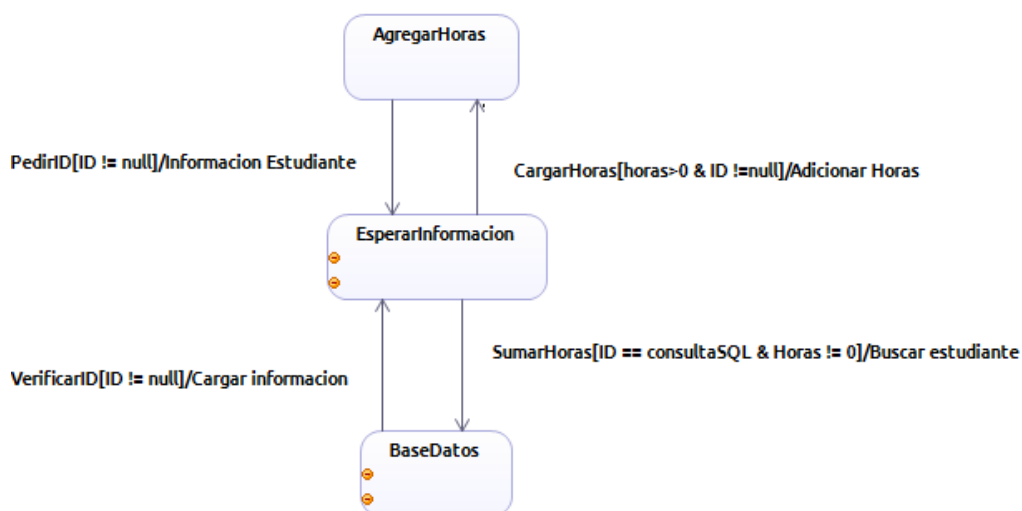 AgregarHoras
PedirID[ID != null]/Informacion Estudiante
CargarHoras[horas>0 & ID !=null]/Adicionar Horas
EsperarInformacion
SumarHoras[ID == consultaSQL & Horas != 0]/Buscar estudiante
VerificarID[ID != null]/Cargar informacion
BaseDatos